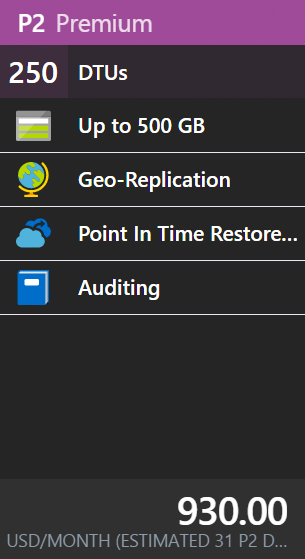 P2 Premium
250 DTUs
Up to 500 GB
Geo-Replication
Point In Time Restore...
Auditing
930.00
USD/MONTH (ESTIMATED 31 P2 D...